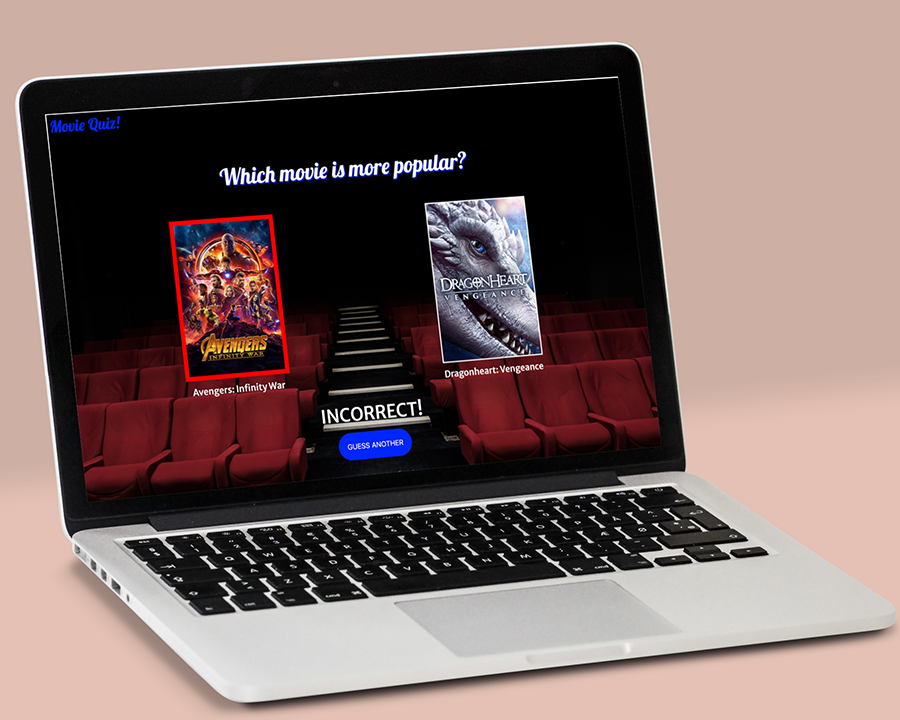 Movie Quiz!
Which movie is more popular?
AVENGERS
INFINITY WAR
DRAGONHEART
VENGEANCE
Avengers: Infinity War
Dragonheart: Vengeance
INCORRECT!
GUESS ANOTHER